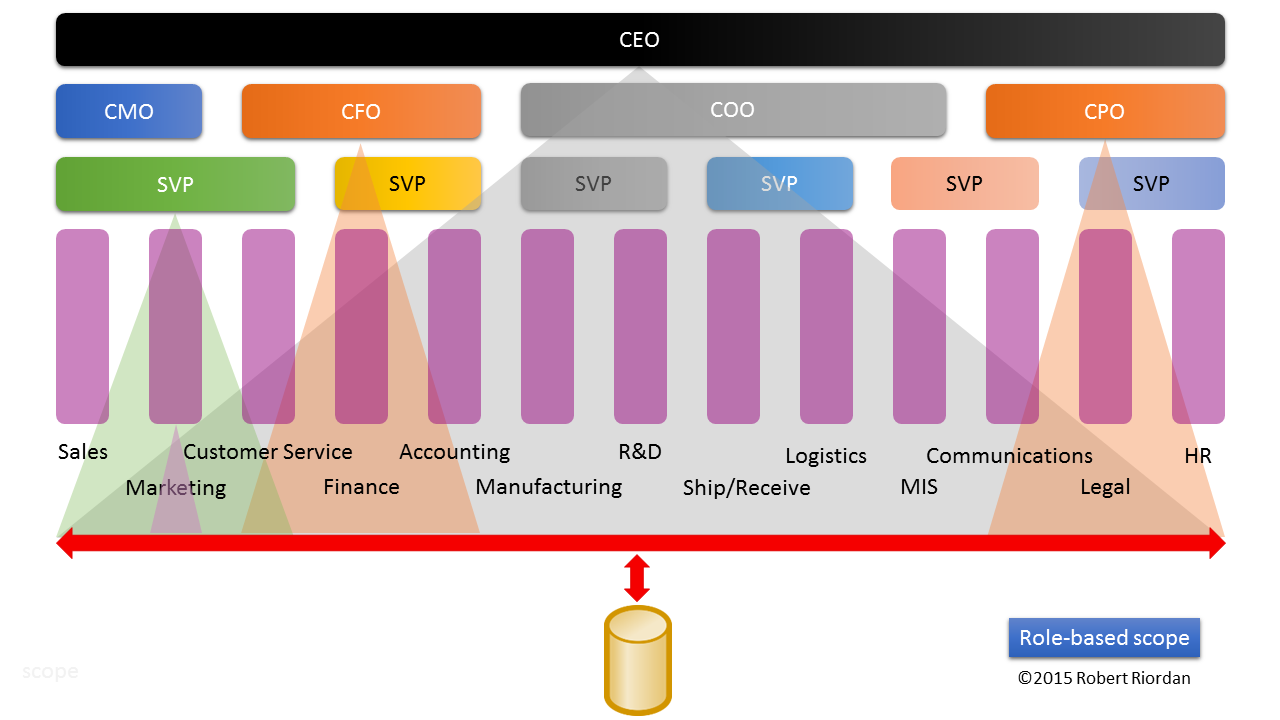 CEO
CMO
CFO
COO
CPO
SVP
SVP
SVP
SVP
SVP
SVP
Sales
Customer Service
Accounting
R&D
Logistics
Communications
HR
Marketing
Finance
Manufacturing
Ship/Receive
MIS
Legal
Role-based scope
scope
©2015 Robert Riordan